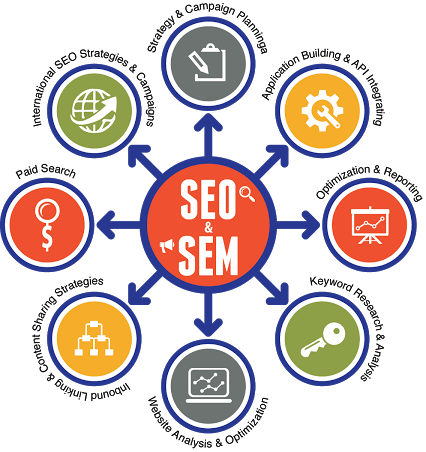 Strategy & Campaign Planninga
Application Building & API Integrating
Optimization & Reporting
Keyword Research & Analysis
Website Analysis & Optimization
Inbound Linking & Content Sharing Strategies
Paid Search
International SEO Strategies & Campaigns
SEO
&
SEM
$